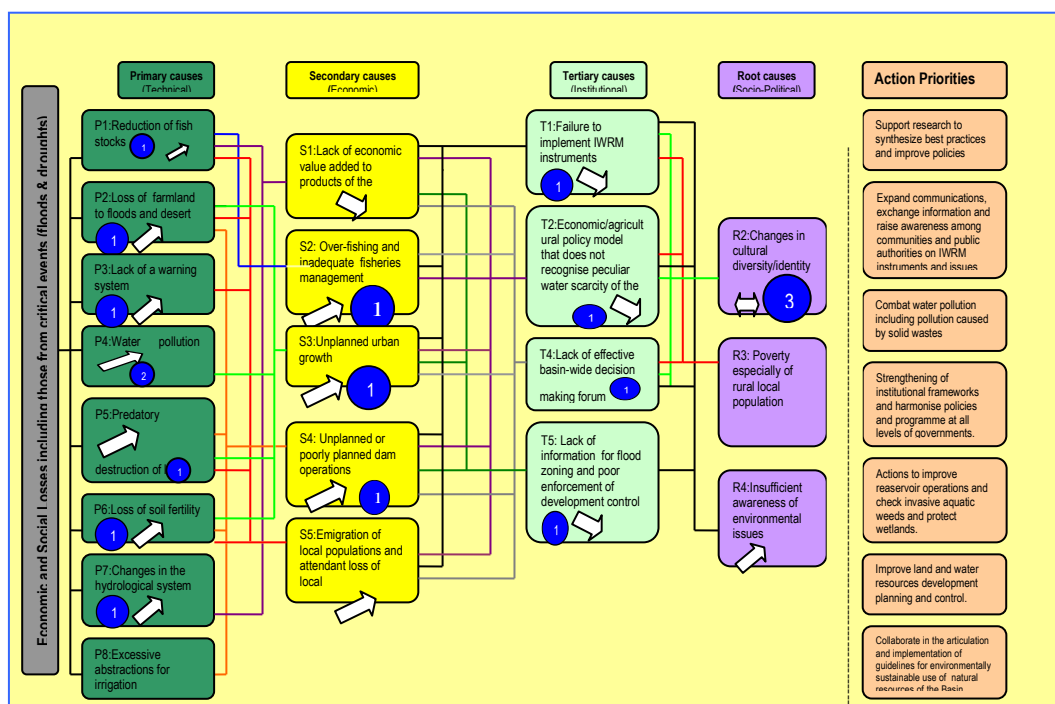 Economic and Social Losses including those from critical events (floods & droughts)
Primary causes
(Technical)
P1:Reduction of fish
stocks
1
P2:Loss of farmland
to floods and desert
1
P3:Lack of a warning
system
1
P4:Water pollution
2
P5:Predatory
destruction of
1
P6:Loss of soil fertility
1
P7:Changes in the
hydrological system
1
P8:Excessive
abstractions for
irrigation
Secondary causes
(Economic)
S1:Lack of economic
value added to
products of the
S2: Over-fishing and
inadequate fisheries
management
1
S3:Unplanned urban
growth
1
S4: Unplanned or
poorly planned dam
operations
1
S5:Emigration of
local populations and
attendant loss of
local
Tertiary causes
(Institutional)
T1:Failure to
implement IWRM
instruments
1
T2:Economic/agricult
ural policy model
that does not
recognise peculiar
water scarcity of the
1
T4:Lack of effective
basin-wide decision
making forum
1
T5: Lack of
information for flood
zoning and poor
enforcement of
development control
1
Root causes
(Socio-Political)
R2:Changes in
cultural
diversity/identity
3
R3: Poverty
especially of
rural local
population
R4:Insufficient
awareness of
environmental
issues
Action Priorities
Support research to
synthesize best practices
and improve policies
Expand communications,
exchange information and
raise awareness among
communities and public
authorities on IWRM
instruments and issues
Combat water pollution
including pollution caused
by solid wastes
Strengthening of
institutional frameworks
and harmonise policies
and programme at all
levels of governments.
Actions to improve
reaservoir operations and
check invasive aquatic
weeds and protect
wetlands.
Improve land and water
resources development
planning and control.
Collaborate in the articulation
and implementation of
guidelines for environmentally
sustainable use of natural
resources of the Basin